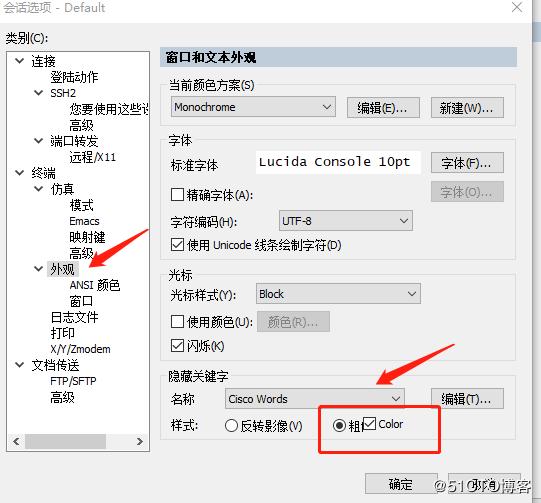 会话选项 - Default
类别(C):
连接
登陆动作
SSH2
您要使用这些说
高级
端口转发
远程/X11
终端
仿真
模式
Emacs
映射键
高级
外观
ANSI 颜色
窗口
日志文件
打印
X/Y/Zmodem
文档传送
FTP/SFTP
高级
窗口和文本外观
当前颜色方案(S)
Monochrome
编辑(E)...
新建(W)...
字体
标准字体
Lucida Console 10pt
字体(F)...
精确字体(A):
字体(O)...
字符编码(H):
UTF-8
使用 Unicode 线条绘制字符(D)
光标
光标样式(Y):
Block
使用颜色(U):
颜色(R)...
闪烁(K)
隐藏关键字
名称
Cisco Words
编辑(T)...
样式:
反转影像(V)
粗
Color
确定
取消
@51CTO博客